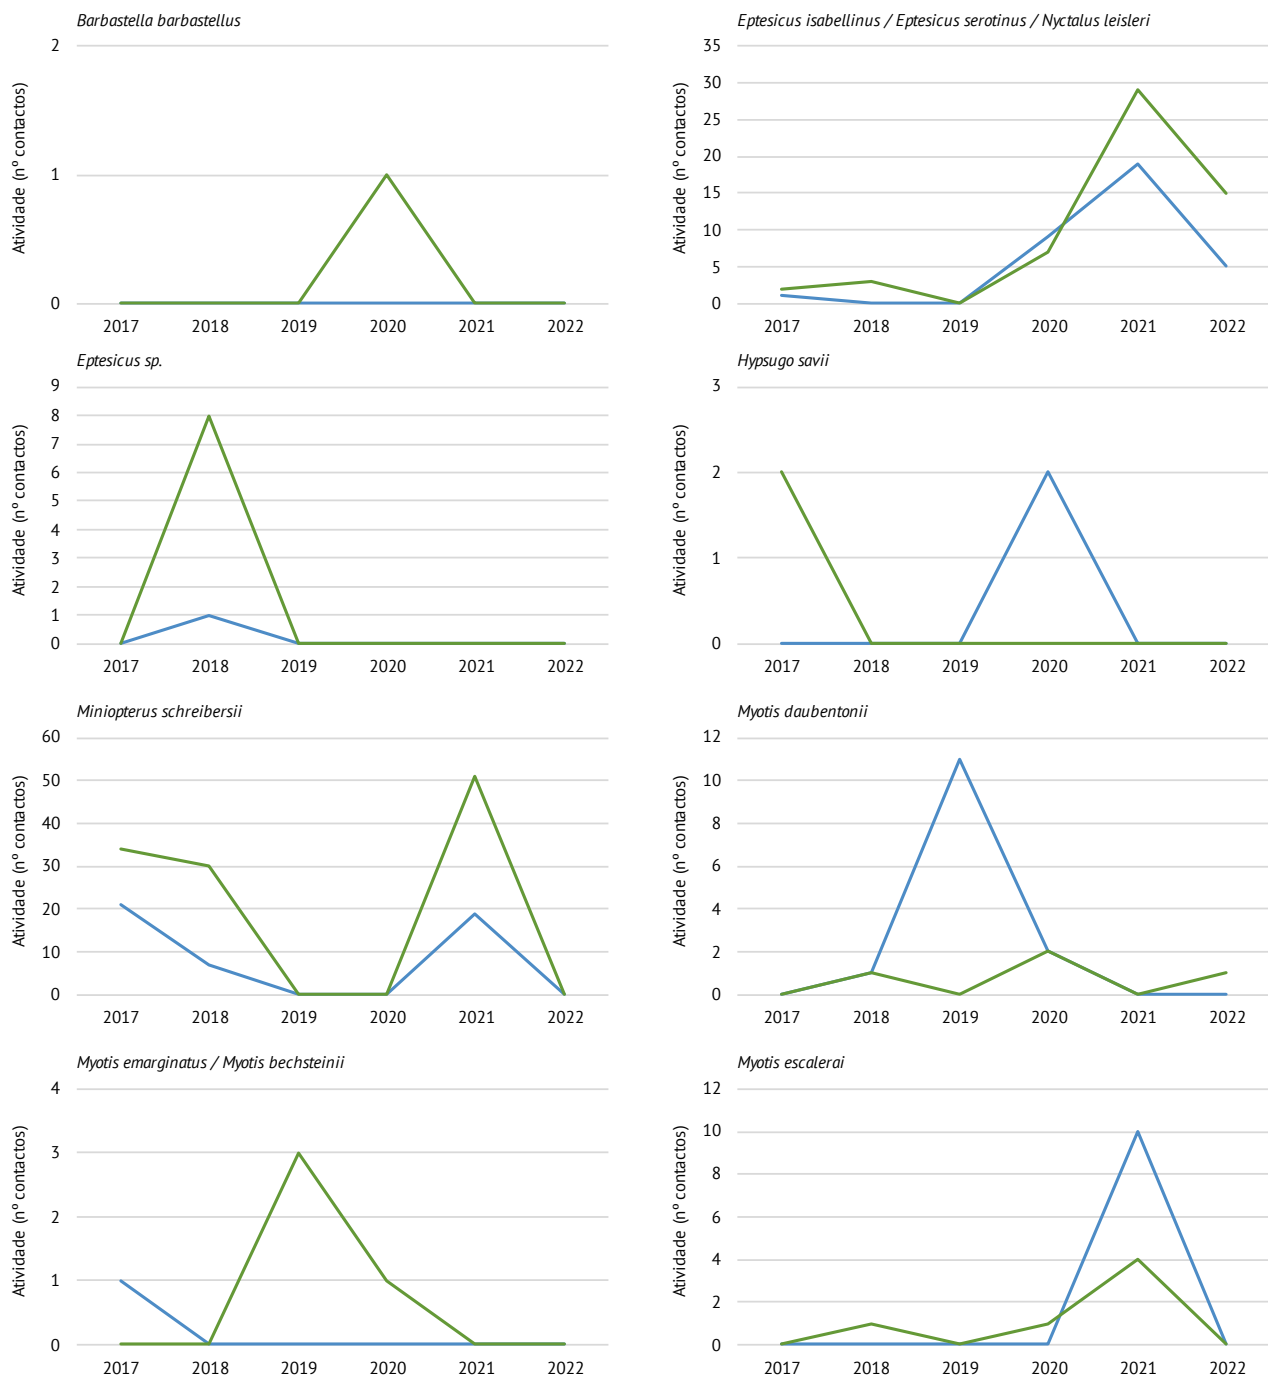 Barbastella barbastellus
Atividade (nº contactos)
2
1
0
2017 2018 2019 2020 2021 2022
Eptesicus isabellinus / Eptesicus serotinus / Nyctalus leisleri
Atividade (nº contactos)
35
30
25
20
15
10
5
0
2017 2018 2019 2020 2021 2022
Eptesicus sp.
Atividade (nº contactos)
9
8
7
6
5
4
3
2
1
0
2017 2018 2019 2020 2021 2022
Hypsugo savii
Atividade (nº contactos)
3
2
1
0
2017 2018 2019 2020 2021 2022
Miniopterus schreibersii
Atividade (nº contactos)
60
50
40
30
20
10
0
2017 2018 2019 2020 2021 2022
Myotis daubentonii
Atividade (nº contactos)
12
10
8
6
4
2
0
2017 2018 2019 2020 2021 2022
Myotis emarginatus / Myotis bechsteinii
Atividade (nº contactos)
4
3
2
1
0
2017 2018 2019 2020 2021 2022
Myotis escalerai
Atividade (nº contactos)
12
10
8
6
4
2
0
2017 2018 2019 2020 2021 2022